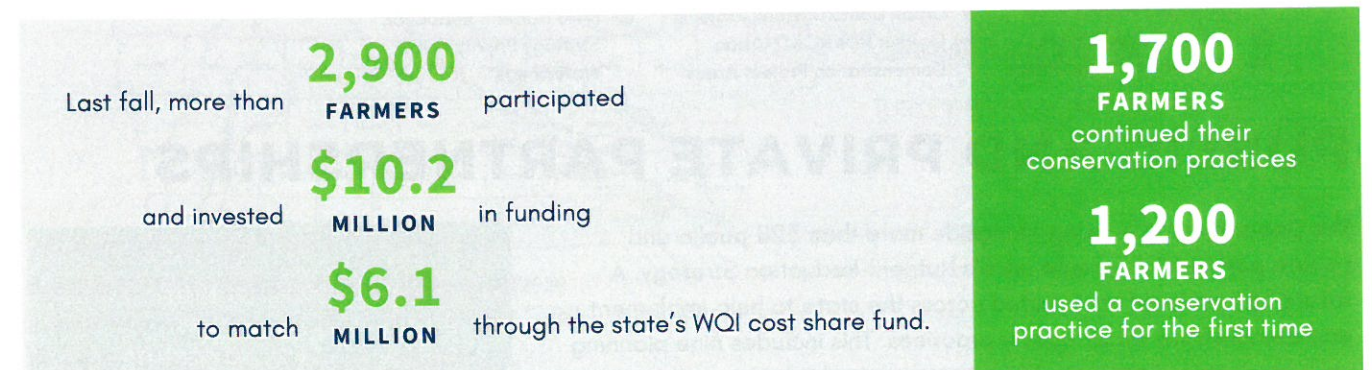 Last fall, more than 2,900 FARMERS participated
and invested $10.2 MILLION in funding
to match $6.1 MILLION through the state's WQI cost share fund.
1,700
FARMERS
continued their
conservation practices
1,200
FARMERS
used a conservation
practice for the first time